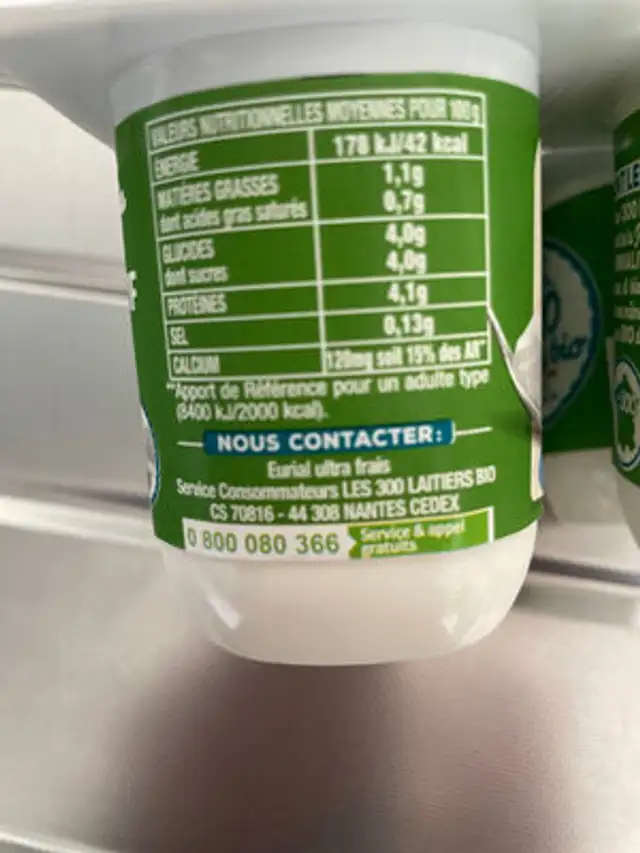 VALEURS NUTRITIONNELLES MOYENNES POUR 100g
ENERGIE 178 kJ/42 kcal
MATIÈRES GRASSES 1,1g
dont acides gras saturés 0,7g
GLUCIDES 4,0g
dont sucres 4,0g
PROTEINES 4,1g
SEL 0,13g
CALCIUM 120mg soit 15% des AR**
**Apport de Référence pour un adulte type
(8400 kJ/2000 kcal).
NOUS CONTACTER:
Eurial ultra frais
Service Consommateurs LES 300 LAITIERS BIO
CS 70816 - 44 308 NANTES CEDEX
0 800 080 366 Service & appel
gratuits
bio